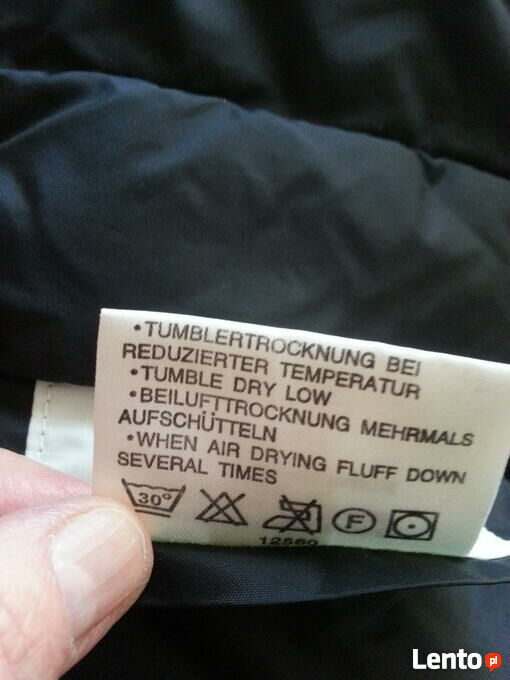 •TUMBLERTROCKNUNG BEI
REDUZIERTER TEMPERATUR
•TUMBLE DRY LOW
•BEILUFTTROCKNUNG MEHRMALS
AUFSCHÜTTELN
•WHEN AIR DRYING FLUFF DOWN
SEVERAL TIMES
30° F
12560
Lento pl